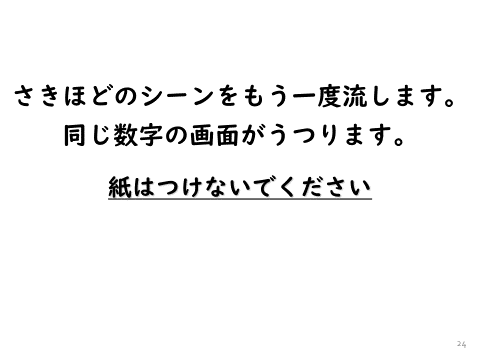 さきほどのシーンをもう一度流します。
同じ数字の画面がうつります。
紙はつけないでください
24